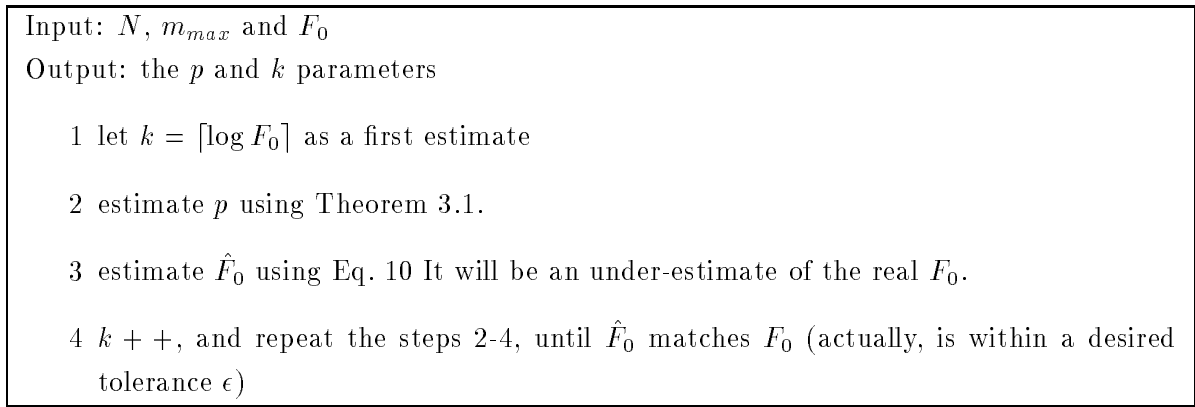 Input: N, m_max and F_0
Output: the p and k parameters
1 let k = ⌈log F_0⌉ as a first estimate
2 estimate p using Theorem 3.1.
3 estimate F̂_0 using Eq. 10 It will be an under-estimate of the real F_0.
4 k + +, and repeat the steps 2-4, until F̂_0 matches F_0 (actually, is within a desired
tolerance ϵ)